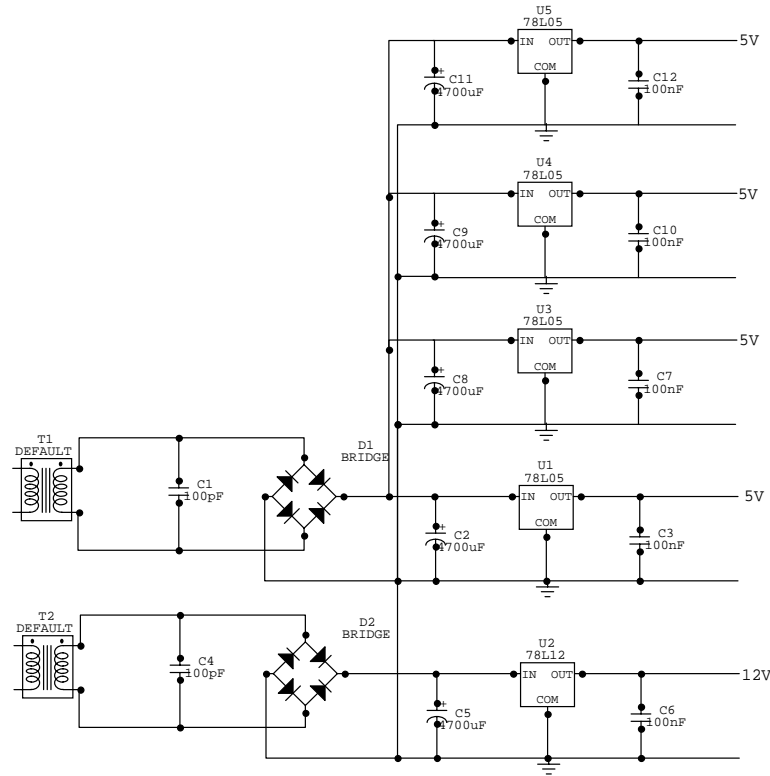 U5
78L05
IN OUT
COM
5V
+
C11
4700uF
C12
100nF
U4
78L05
IN OUT
COM
5V
+
C9
4700uF
C10
100nF
U3
78L05
IN OUT
COM
5V
+
C8
4700uF
C7
100nF
T1
DEFAULT
C1
100pF
D1
BRIDGE
U1
78L05
IN OUT
COM
5V
+
C2
4700uF
C3
100nF
T2
DEFAULT
C4
100pF
D2
BRIDGE
U2
78L12
IN OUT
COM
12V
+
C5
4700uF
C6
100nF